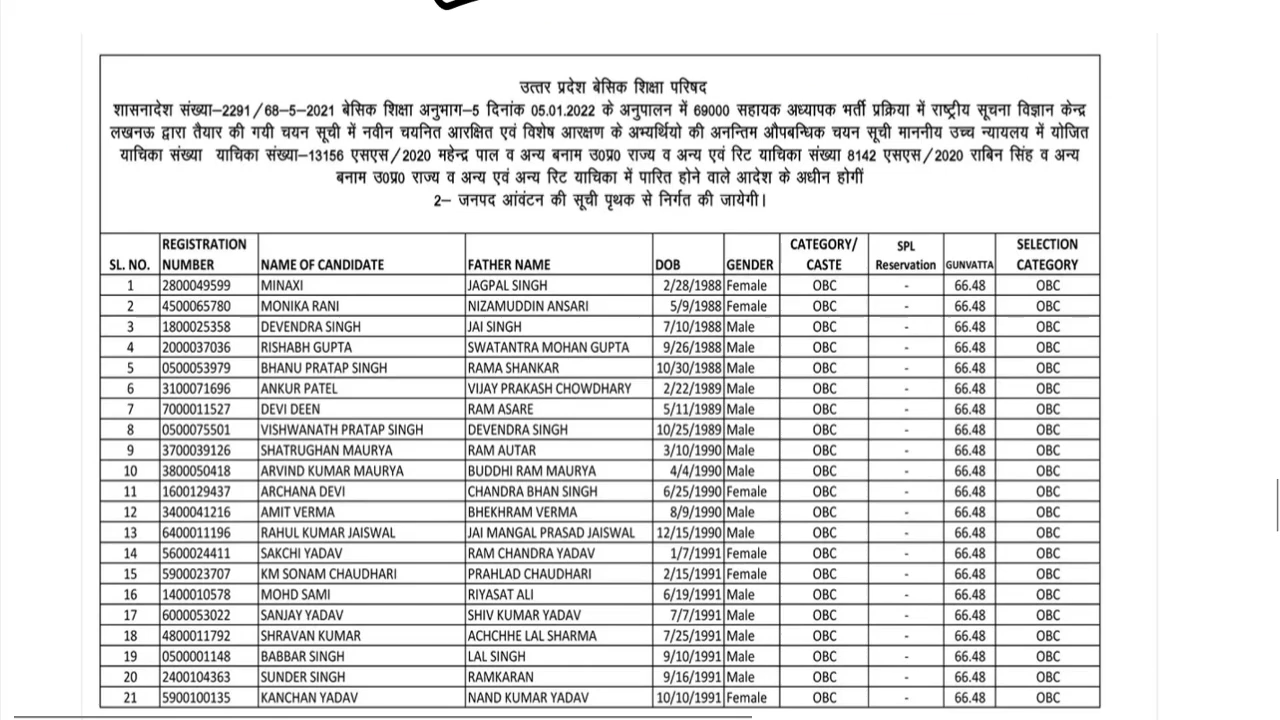 उत्तर प्रदेश बेसिक शिक्षा परिषद
शासनादेश संख्या–2291/68–5–2021 बेसिक शिक्षा अनुभाग–5 दिनांक 05.01.2022 के अनुपालन में 69000 सहायक अध्यापक भर्ती प्रक्रिया में राष्ट्रीय सूचना विज्ञान केन्द्र
लखनऊ द्वारा तैयार की गयी चयन सूची में नवीन चयनित आरक्षित एवं विशेष आरक्षण के अभ्यर्थियो की अनन्तिम औपबन्धिक चयन सूची माननीय उच्च न्यायलय में योजित
याचिका संख्या याचिका संख्या–13156 एसएस/2020 महेन्द्र पाल व अन्य बनाम उ0प्र0 राज्य व अन्य एवं रिट याचिका संख्या 8142 एसएस/2020 राबिन सिंह व अन्य
बनाम उ0प्र0 राज्य व अन्य एवं अन्य रिट याचिका में पारित होने वाले आदेश के अधीन होगीं
2– जनपद आंवंटन की सूची पृथक से निर्गत की जायेगी।
SL. NO. REGISTRATION NUMBER NAME OF CANDIDATE FATHER NAME DOB GENDER CATEGORY/ CASTE SPL Reservation GUNVATTA SELECTION CATEGORY
1 2800049599 MINAXI JAGPAL SINGH 2/28/1988 Female OBC - 66.48 OBC
2 4500065780 MONIKA RANI NIZAMUDDIN ANSARI 5/9/1988 Female OBC - 66.48 OBC
3 1800025358 DEVENDRA SINGH JAI SINGH 7/10/1988 Male OBC - 66.48 OBC
4 2000037036 RISHABH GUPTA SWATANTRA MOHAN GUPTA 9/26/1988 Male OBC - 66.48 OBC
5 0500053979 BHANU PRATAP SINGH RAMA SHANKAR 10/30/1988 Male OBC - 66.48 OBC
6 3100071696 ANKUR PATEL VIJAY PRAKASH CHOWDHARY 2/22/1989 Male OBC - 66.48 OBC
7 7000011527 DEVI DEEN RAM ASARE 5/11/1989 Male OBC - 66.48 OBC
8 0500075501 VISHWANATH PRATAP SINGH DEVENDRA SINGH 10/25/1989 Male OBC - 66.48 OBC
9 3700039126 SHATRUGHAN MAURYA RAM AUTAR 3/10/1990 Male OBC - 66.48 OBC
10 3800050418 ARVIND KUMAR MAURYA BUDDHI RAM MAURYA 4/4/1990 Male OBC - 66.48 OBC
11 1600129437 ARCHANA DEVI CHANDRA BHAN SINGH 6/25/1990 Female OBC - 66.48 OBC
12 3400041216 AMIT VERMA BHEKHRAM VERMA 8/9/1990 Male OBC - 66.48 OBC
13 6400011196 RAHUL KUMAR JAISWAL JAI MANGAL PRASAD JAISWAL 12/15/1990 Male OBC - 66.48 OBC
14 5600024411 SAKCHI YADAV RAM CHANDRA YADAV 1/7/1991 Female OBC - 66.48 OBC
15 5900023707 KM SONAM CHAUDHARI PRAHLAD CHAUDHARI 2/15/1991 Female OBC - 66.48 OBC
16 1400010578 MOHD SAMI RIYASAT ALI 6/19/1991 Male OBC - 66.48 OBC
17 6000053022 SANJAY YADAV SHIV KUMAR YADAV 7/7/1991 Male OBC - 66.48 OBC
18 4800011792 SHRAVAN KUMAR ACHCHHE LAL SHARMA 7/25/1991 Male OBC - 66.48 OBC
19 0500001148 BABBAR SINGH LAL SINGH 9/10/1991 Male OBC - 66.48 OBC
20 2400104363 SUNDER SINGH RAMKARAN 9/16/1991 Male OBC - 66.48 OBC
21 5900100135 KANCHAN YADAV NAND KUMAR YADAV 10/10/1991 Female OBC - 66.48 OBC